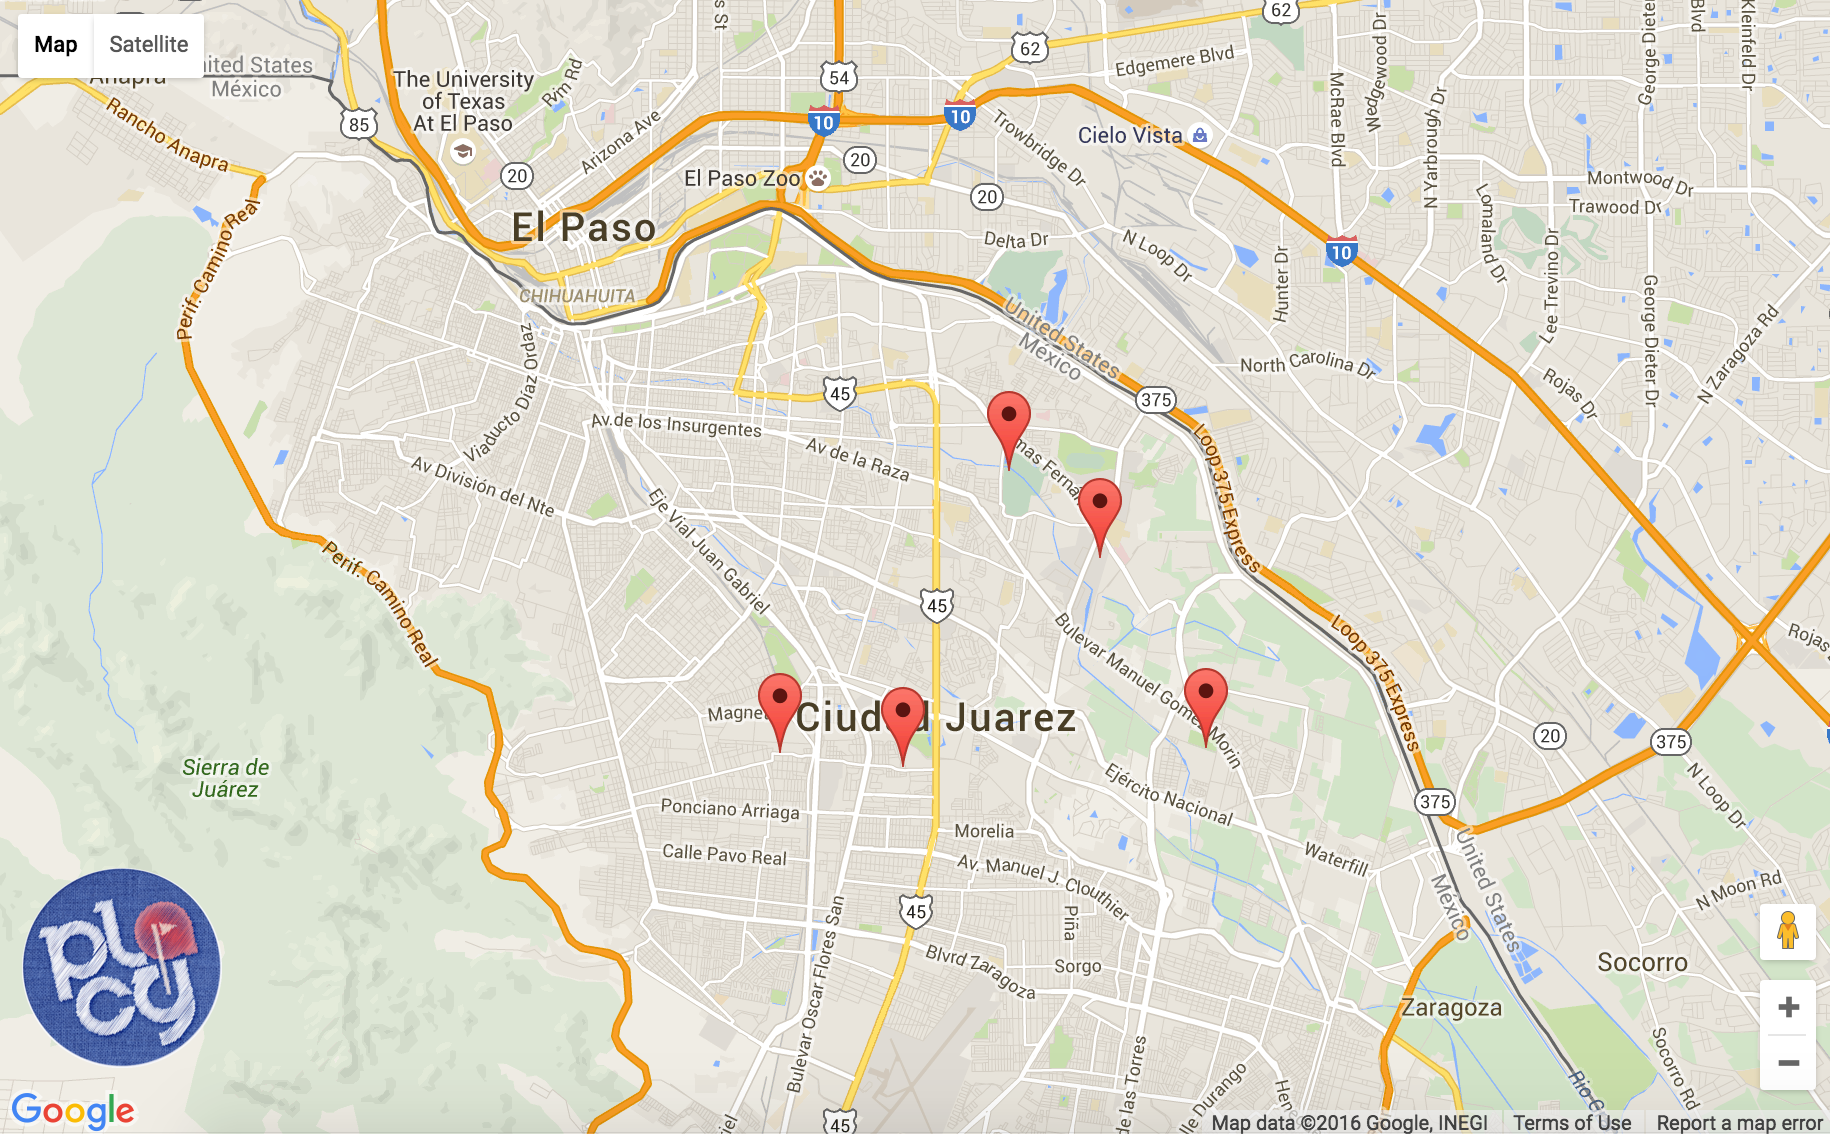 Map
Satellite
United States
México
Anapra
Rancho Anapra
85
The University
of Texas
At El Paso
Rim Rd
20
Arizona Ave
54
10
62
62
10
Edgemere Blvd
Wedgewood Dr
McRae Blvd
N Yarbrough Dr
George Dieter
Blvd
Kleinfeld Dr
Trowbridge Dr
Cielo Vista
20
El Paso Zoo
20
El Paso
Montwood Dr
Trawood Dr
Lomaland Dr
Lee Trevino Dr
Delta Dr
N Loop Dr
Hunter Dr
10
George Dieter Dr
N Zaragoza Rd
Perif. Camino Real
CHIHUAHUITA
United States
México
North Carolina Dr
Rojas Dr
Viaducto Díaz Ordaz
45
375
Av.de los Insurgentes
Av de la Raza
Av División del Nte
Loop 375 Express
Eje Vial Juan Gabriel
Perif. Camino Real
45
Bulevar Manuel Gomez Morin
Loop 375 Express
Ciudad Juarez
20
375
N Loop Dr
Sierra de
Juárez
Ejército Nacional
375
Ponciano Arriaga
Morelia
Calle Pavo Real
Av. Manuel J. Clouthier
Waterfill
United States
México
N Moon Rd
45
Piña
Bulevar Oscar Flores San
Blvrd Zaragoza
Sorgo
Socorro
Zaragoza
placy
Socorro Rd
45
de las Torres
Google
Map data ©2016 Google, INEGI
Terms of Use
Report a map error